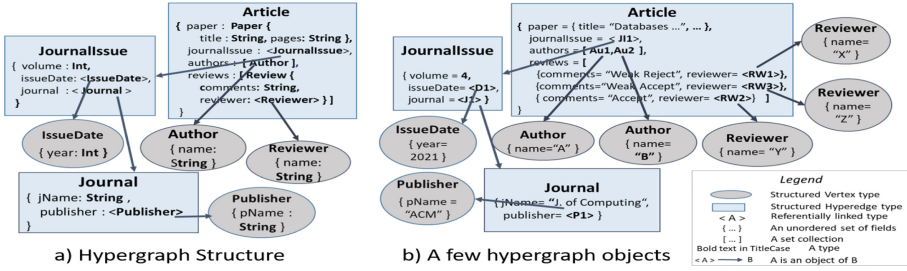 Article
{ paper : Paper {
title : String, pages: String },
journalIssue : <JournalIssue>,
authors : [ Author ],
reviews : [ Review {
comments: String,
reviewer: <Reviewer> } ]
}
JournalIssue
{ volume : Int,
issueDate: <IssueDate>,
journal : < Journal >
}
IssueDate
{ year: Int }
Author
{ name:
String }
Reviewer
{ name:
String }
Journal
{ jName: String ,
publisher : <Publisher>
}
Publisher
{ pName :
String }
a) Hypergraph Structure
Article
{ paper = { title= “Databases ...”, ... },
journalIssue = < JI1>,
authors = [ Au1,Au2 ],
reviews = [
{comments= “Weak Reject”, reviewer= <RW1>},
{comments=“Weak Accept”, reviewer= <RW3>},
{ comments= “Accept”, reviewer= <RW2>} ]
}
JournalIssue
{ volume = 4,
issueDate= <D1>,
journal = <J1> }
Reviewer
{ name=
“X” }
Reviewer
{ name=
“Z” }
IssueDate
{ year=
2021 }
Author
{ name=“A” }
Author
{ name=
“B” }
Reviewer
{ name= “Y” }
Publisher
{ pName =
“ACM” }
Journal
{ jName= “J. of Computing”,
publisher= <P1> }
b) A few hypergraph objects
Legend
Structured Vertex type
Structured Hyperedge type
< A > Referentially linked type
{ ... } An unordered set of fields
[ ... ] A set collection
Bold text in TitleCase A type
< A > B A is an object of B